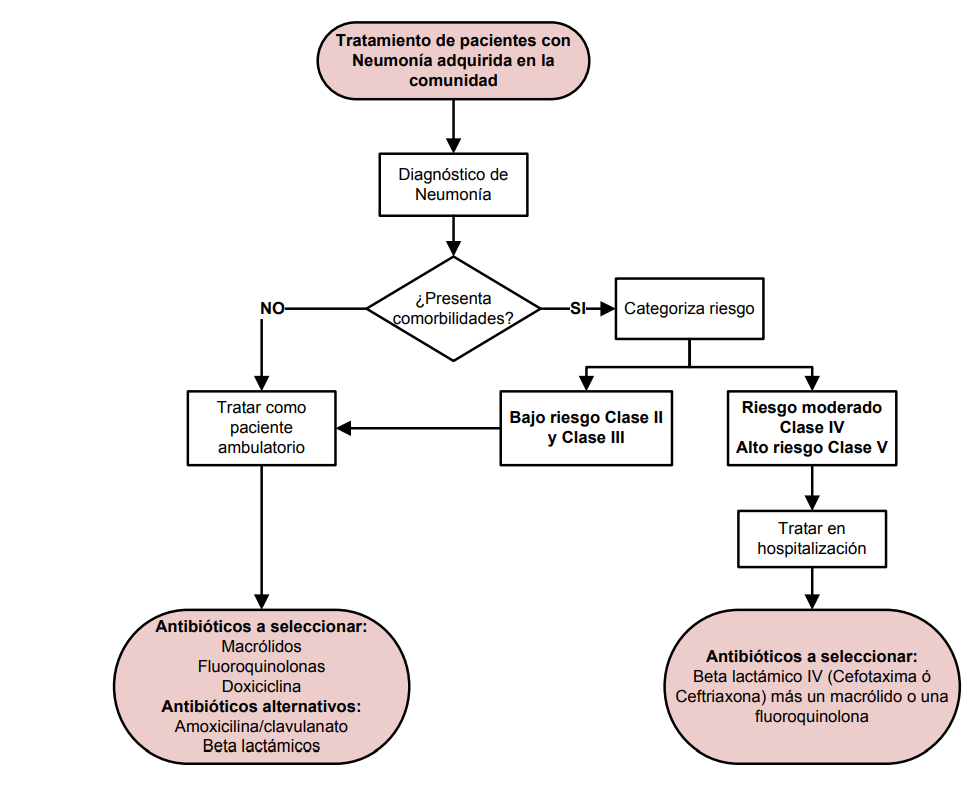 Tratamiento de pacientes con
Neumonía adquirida en la
comunidad
Diagnóstico de
Neumonía
¿Presenta
comorbilidades?
NO
SI
Categoriza riesgo
Tratar como
paciente
ambulatorio
Bajo riesgo Clase II
y Clase III
Riesgo moderado
Clase IV
Alto riesgo Clase V
Tratar en
hospitalización
Antibióticos a seleccionar:
Macrólidos
Fluoroquinolonas
Doxiciclina
Antibióticos alternativos:
Amoxicilina/clavulanato
Beta lactámicos
Antibióticos a seleccionar:
Beta lactámico IV (Cefotaxima ó
Ceftriaxona) más un macrólido o una
fluoroquinolona